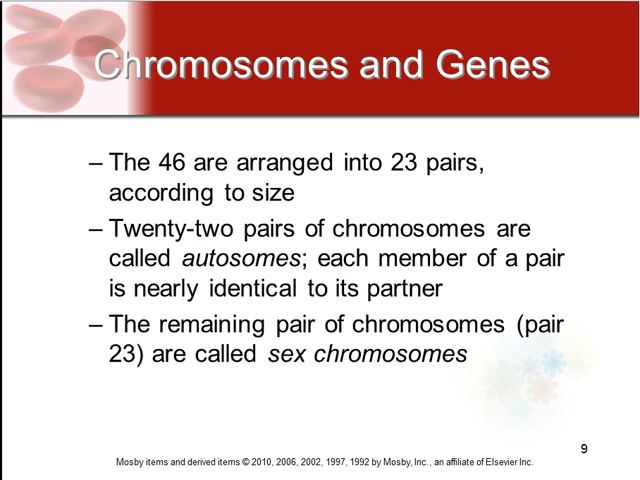 Chromosomes and Genes
– The 46 are arranged into 23 pairs,
according to size
– Twenty-two pairs of chromosomes are
called autosomes; each member of a pair
is nearly identical to its partner
– The remaining pair of chromosomes (pair
23) are called sex chromosomes
9
Mosby items and derived items © 2010, 2006, 2002, 1997, 1992 by Mosby, Inc., an affiliate of Elsevier Inc.